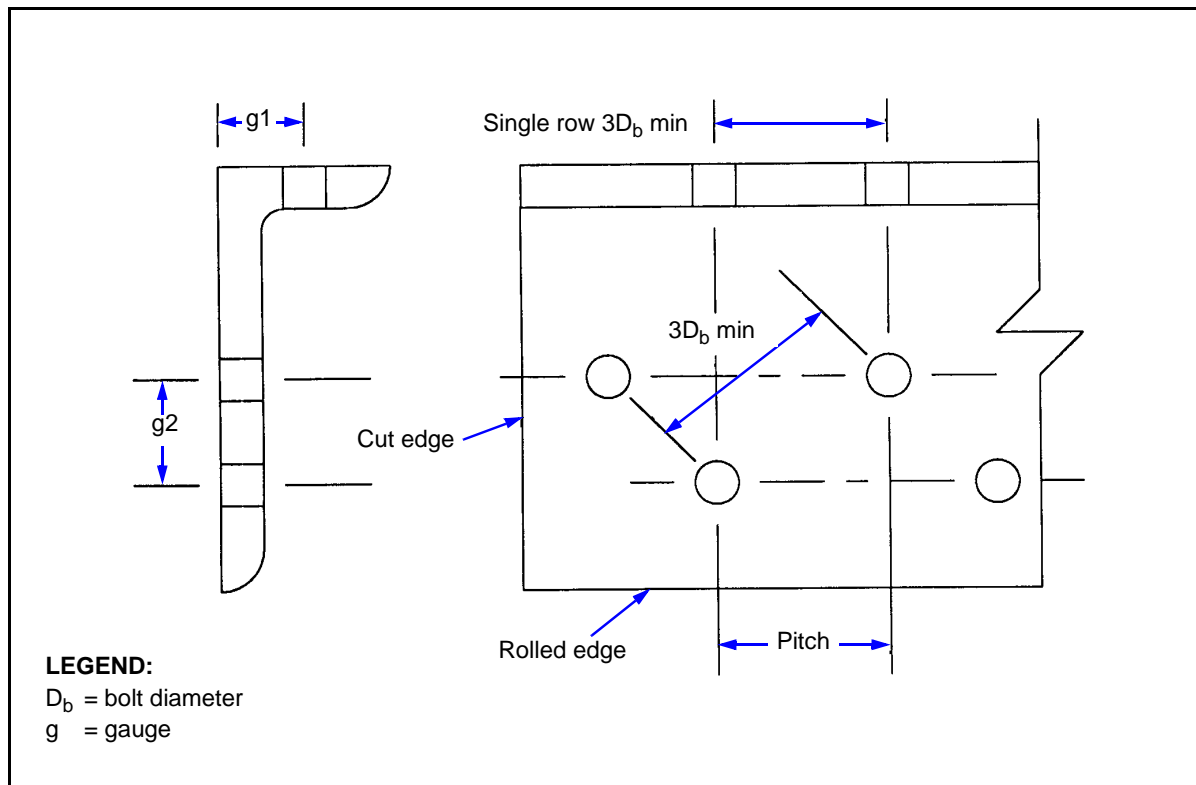 g1
Single row 3Db min
3Db min
g2
Cut edge
Rolled edge
Pitch
LEGEND:
Db = bolt diameter
g = gauge